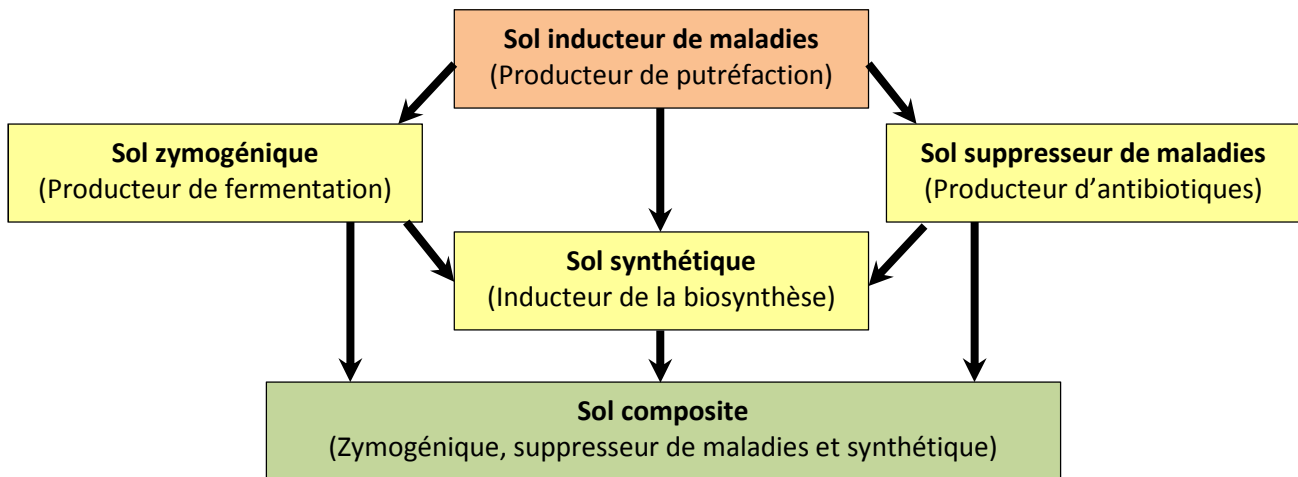 Sol inducteur de maladies
(Producteur de putréfaction)
Sol zymogénique
(Producteur de fermentation)
Sol suppresseur de maladies
(Producteur d’antibiotiques)
Sol synthétique
(Inducteur de la biosynthèse)
Sol composite
(Zymogénique, suppresseur de maladies et synthétique)